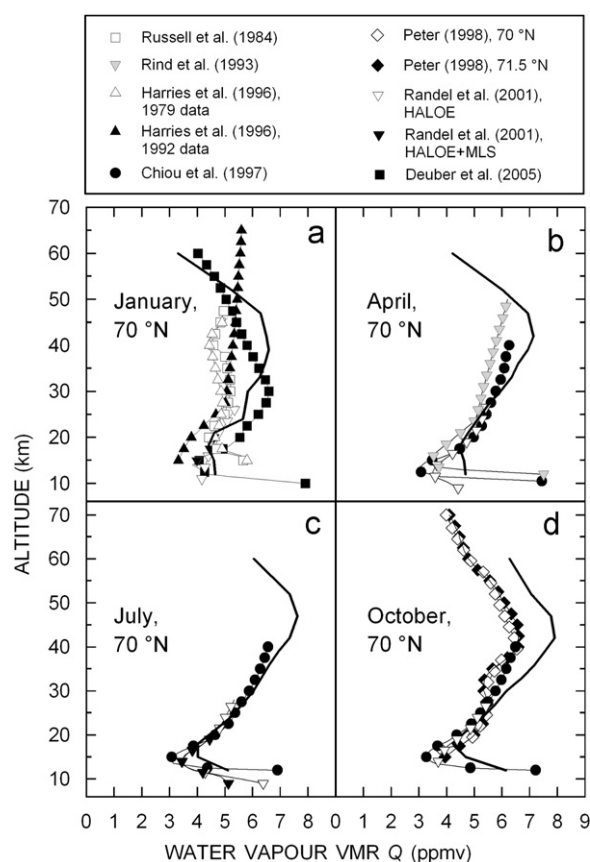 Russell et al. (1984)
Rind et al. (1993)
Harries et al. (1996),
1979 data
Harries et al. (1996),
1992 data
Chiou et al. (1997)
Peter (1998), 70 °N
Peter (1998), 71.5 °N
Randel et al. (2001),
HALOE
Randel et al. (2001),
HALOE+MLS
Deuber et al. (2005)
70
60
50
40
30
20
10
a
January,
70 °N
b
April,
70 °N
70
60
50
40
30
20
10
c
July,
70 °N
d
October,
70 °N
ALTITUDE (km)
0 1 2 3 4 5 6 7 8 0 1 2 3 4 5 6 7 8 9
WATER VAPOUR VMR Q (ppmv)